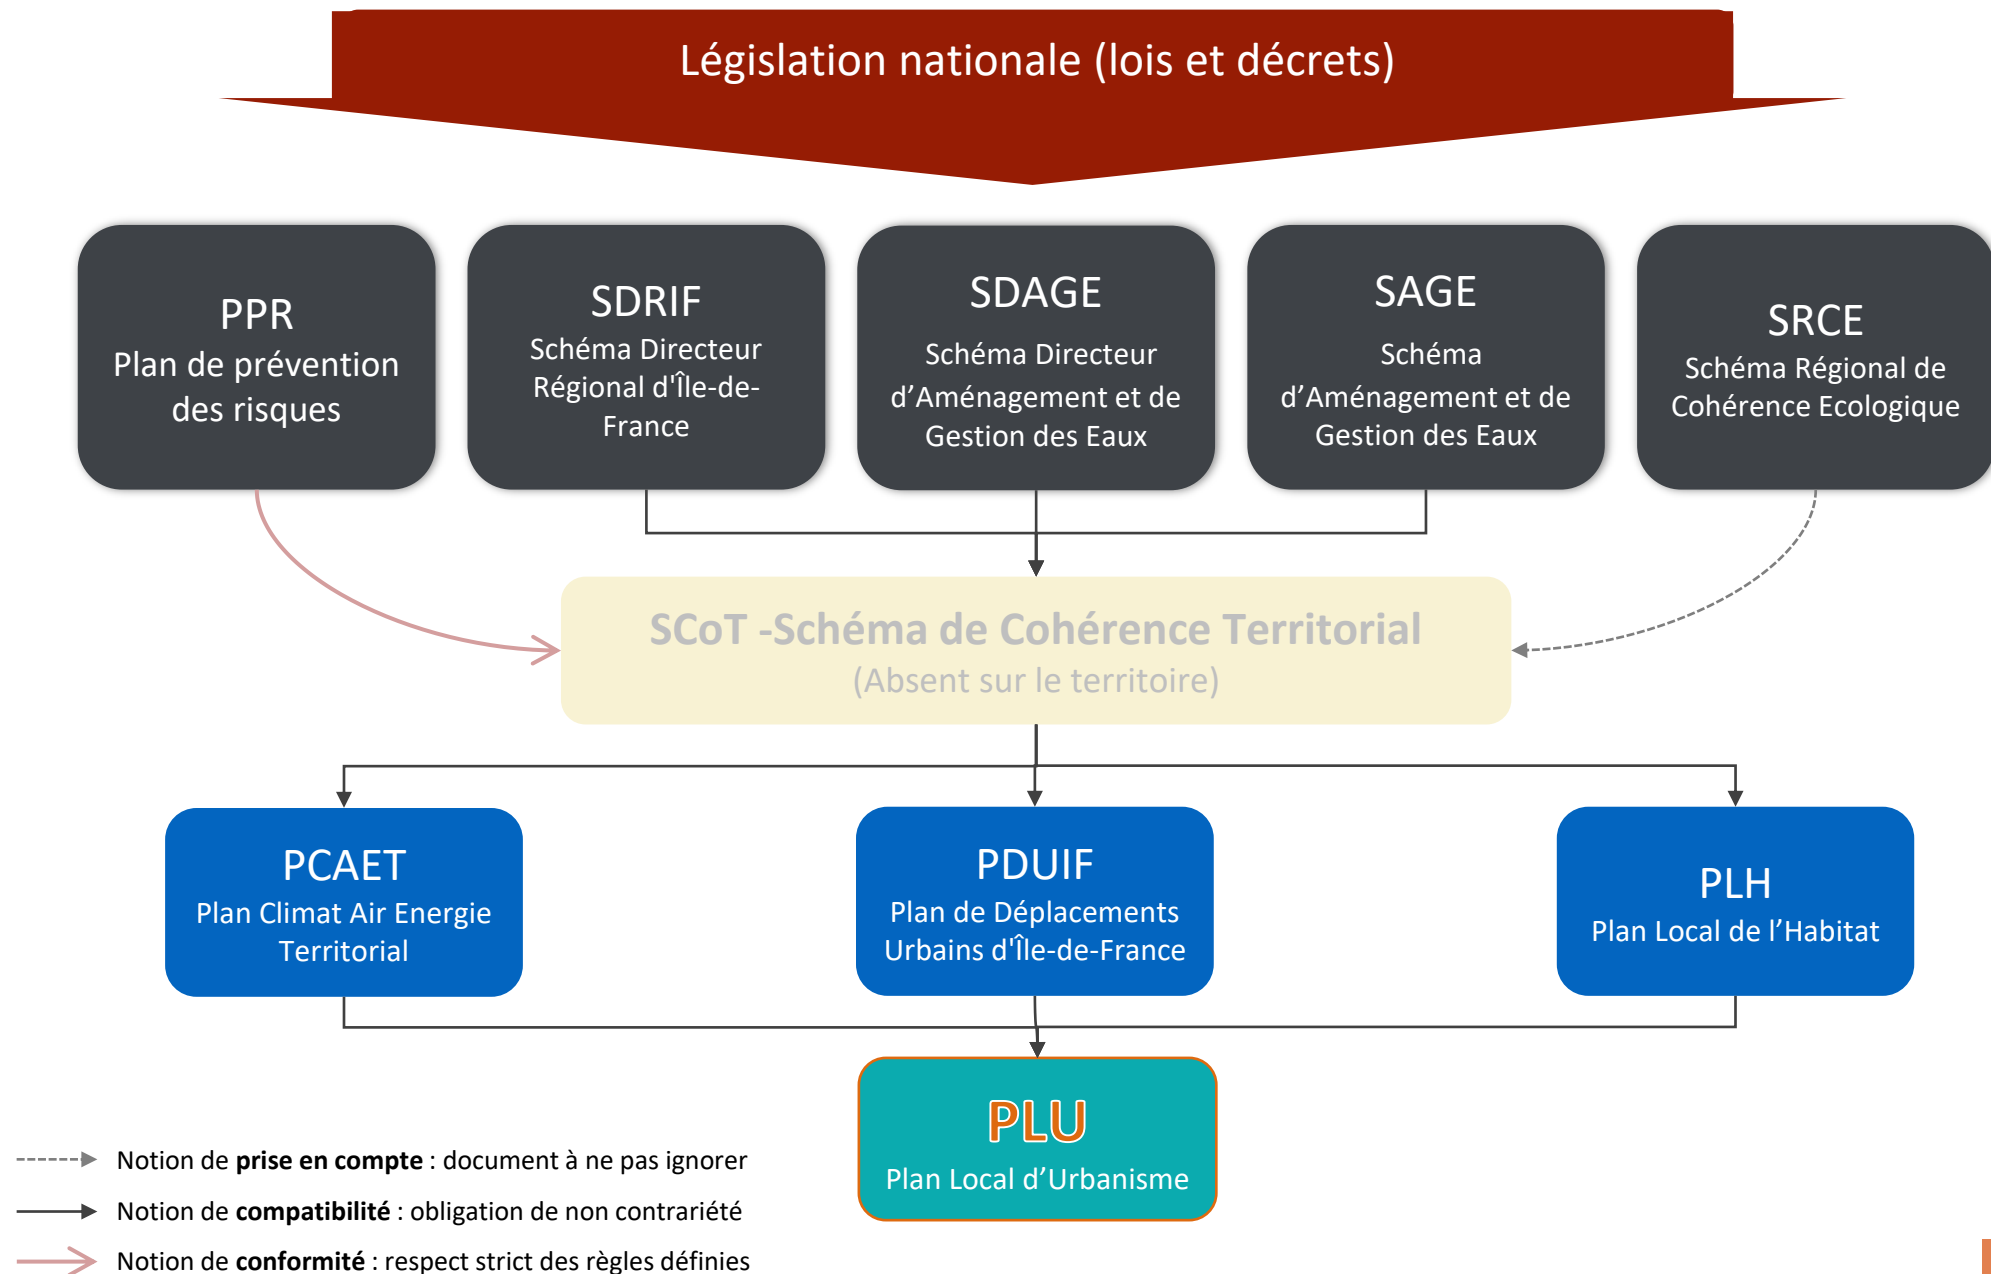 Législation nationale (lois et décrets)
PPR
Plan de prévention
des risques
SDRIF
Schéma Directeur
Régional d'Île-de-
France
SDAGE
Schéma Directeur
d’Aménagement et de
Gestion des Eaux
SAGE
Schéma
d’Aménagement et de
Gestion des Eaux
SRCE
Schéma Régional de
Cohérence Ecologique
SCoT -Schéma de Cohérence Territorial
(Absent sur le territoire)
PCAET
Plan Climat Air Energie
Territorial
PDUIF
Plan de Déplacements
Urbains d'Île-de-France
PLH
Plan Local de l’Habitat
PLU
Plan Local d’Urbanisme
Notion de prise en compte : document à ne pas ignorer
Notion de compatibilité : obligation de non contrariété
Notion de conformité : respect strict des règles définies